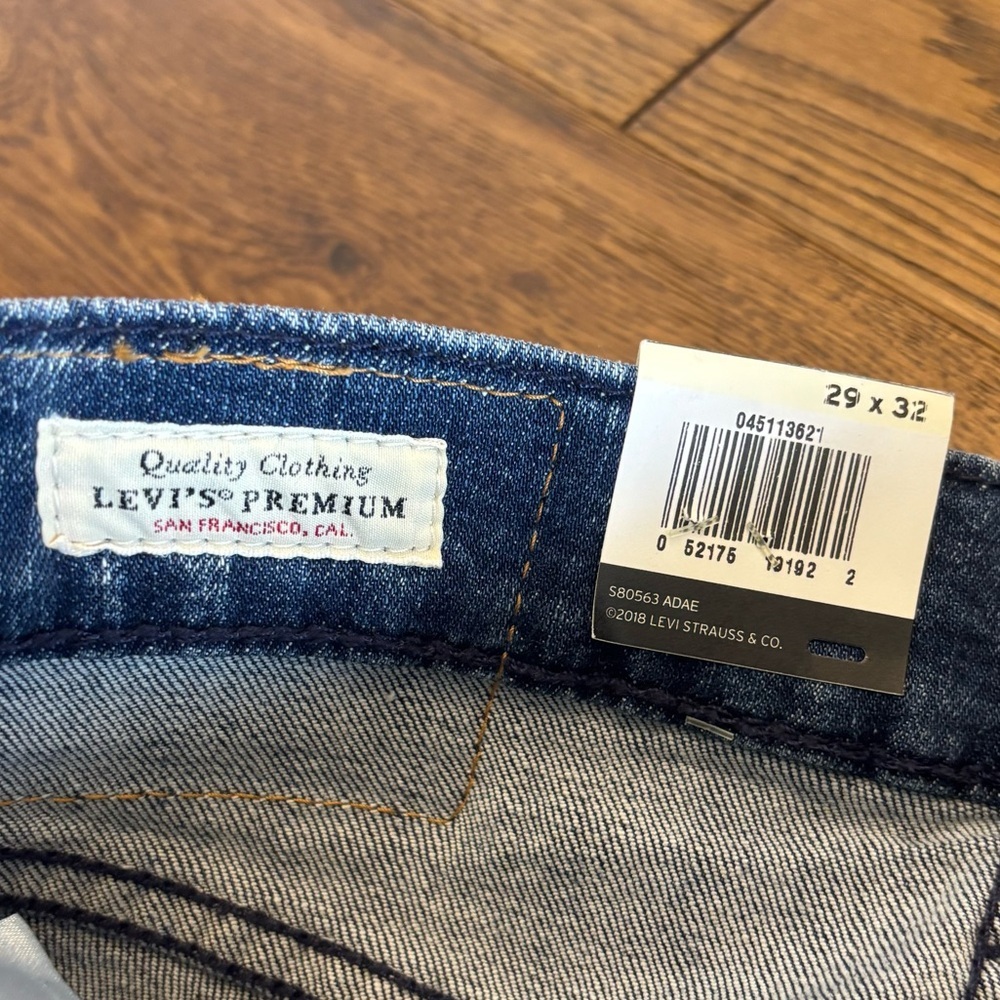 Quality Clothing
LEVI'S® PREMIUM
SAN FRANCISCO, CAL.
29 x 32
045113621
0 52175 19192 2
S80563 ADAE
©2018 LEVI STRAUSS & CO.